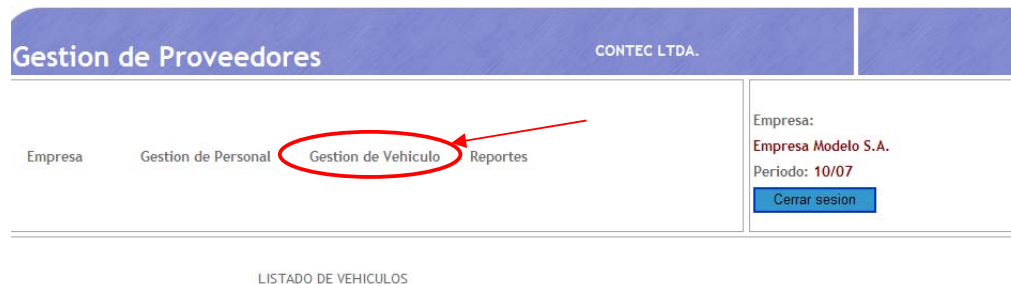 Gestion de Proveedores CONTEC LTDA.
Empresa Gestion de Personal Gestion de Vehiculo Reportes
Empresa:
Empresa Modelo S.A.
Periodo: 10/07
Cerrar sesion
LISTADO DE VEHICULOS